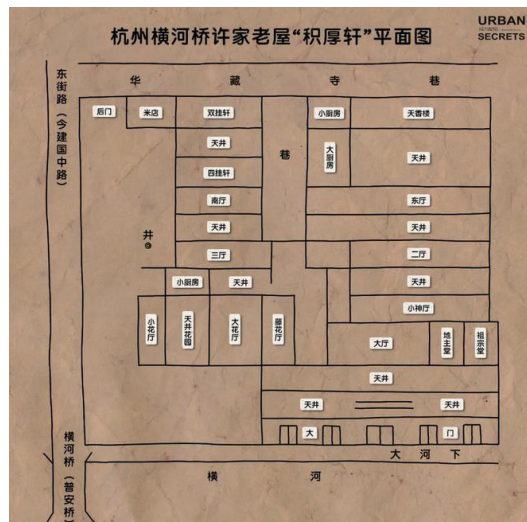 URBAN
SECRETS
杭州横河桥许家老屋“积厚轩”平面图
华藏寺巷
东街路（今建国中路）
后门
米店
双挂轩
小厨房
天香楼
天井
巷
大厨房
天井
四挂轩
南厅
东厅
天井
天井
井
三厅
二厅
小厨房
天井
天井
小神厅
小花厅
天井花园
大花厅
藤花厅
大厅
地主堂
祖宗堂
天井
天井
天井
大
门
大河下
横河桥（普安桥）
横河